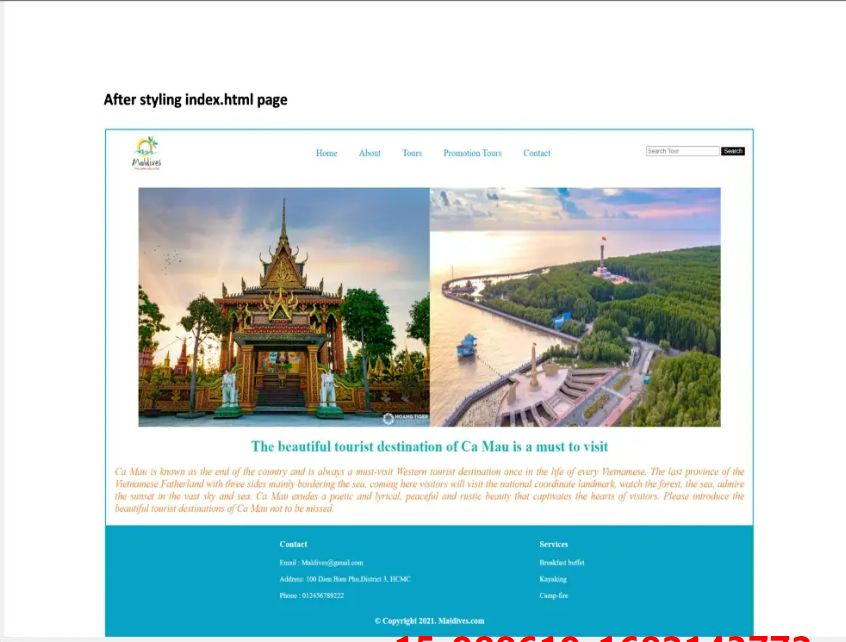 After styling index.html page
Maldives
Home About Tours Promotion Tours Contact
Search Tour Search
HOANG TIGER
The beautiful tourist destination of Ca Mau is a must to visit
Ca Mau is known as the end of the country and is always a must-visit Western tourist destination once in the life of every Vietnamese. The last province of the
Vietnamese Fatherland with three sides mainly bordering the sea, coming here visitors will visit the national coordinate landmark, watch the forest, the sea, admire
the sunset in the vast sky and sea. Ca Mau exudes a poetic and lyrical, peaceful and rustic beauty that captivates the hearts of visitors. Please introduce the
beautiful tourist destinations of Ca Mau not to be missed.
Contact Services
Email : Maldives@gmail.com Breakfast buffet
Address: 100 Dien Bien Phu,District 3, HCMC Kayaking
Phone : 012456789222 Camp-fire
© Copyright 2021. Maldives.com